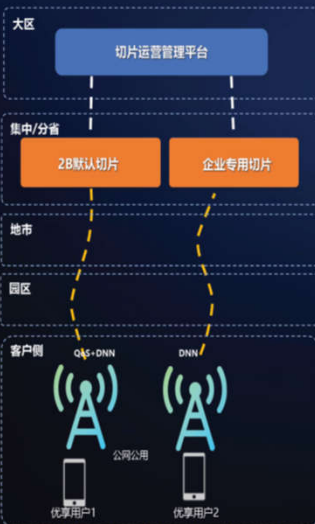 大区
切片运营管理平台
集中/分省
2B默认切片
企业专用切片
地市
园区
客户侧
QoS+DNN
DNN
公网公用
优享用户1
优享用户2